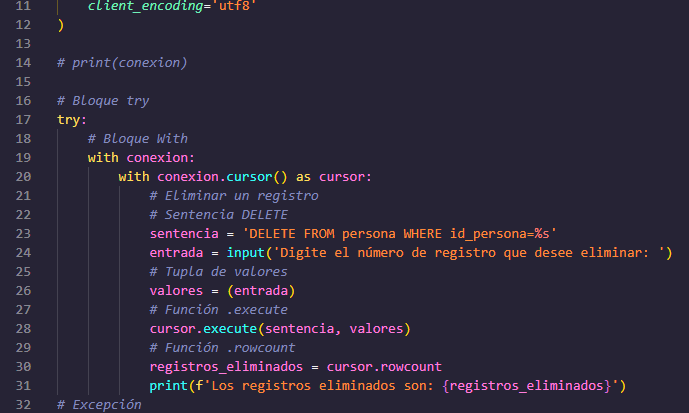 11 client_encoding='utf8'
12 )
13
14 # print(conexion)
15
16 # Bloque try
17 try:
18 # Bloque With
19 with conexion:
20 with conexion.cursor() as cursor:
21 # Eliminar un registro
22 # Sentencia DELETE
23 sentencia = 'DELETE FROM persona WHERE id_persona=%s'
24 entrada = input('Digite el número de registro que desee eliminar: ')
25 # Tupla de valores
26 valores = (entrada)
27 # Función .execute
28 cursor.execute(sentencia, valores)
29 # Función .rowcount
30 registros_eliminados = cursor.rowcount
31 print(f'Los registros eliminados son: {registros_eliminados}')
32 # Excepción